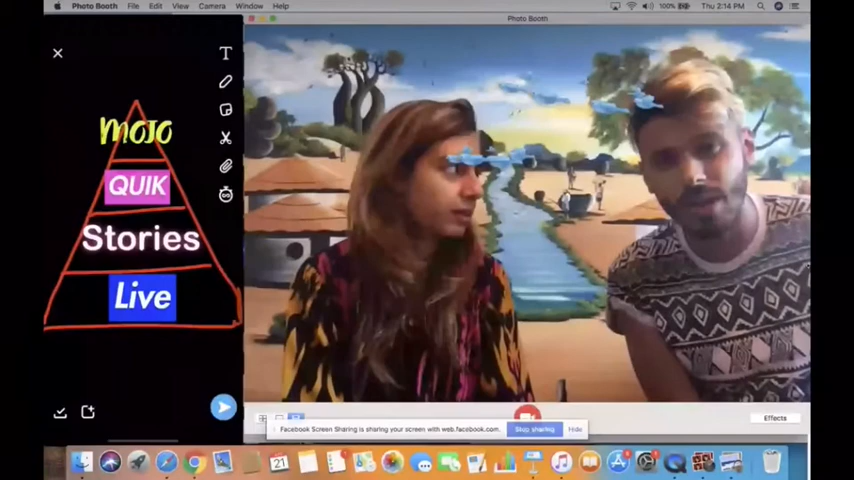 Photo Booth File Edit View Camera Window Help
100% Thu 2:14 PM
Photo Booth
T
mojo
QUIK
Stories
Live
Effects
Facebook Screen Sharing is sharing your screen with web.facebook.com. Stop sharing Hide
21